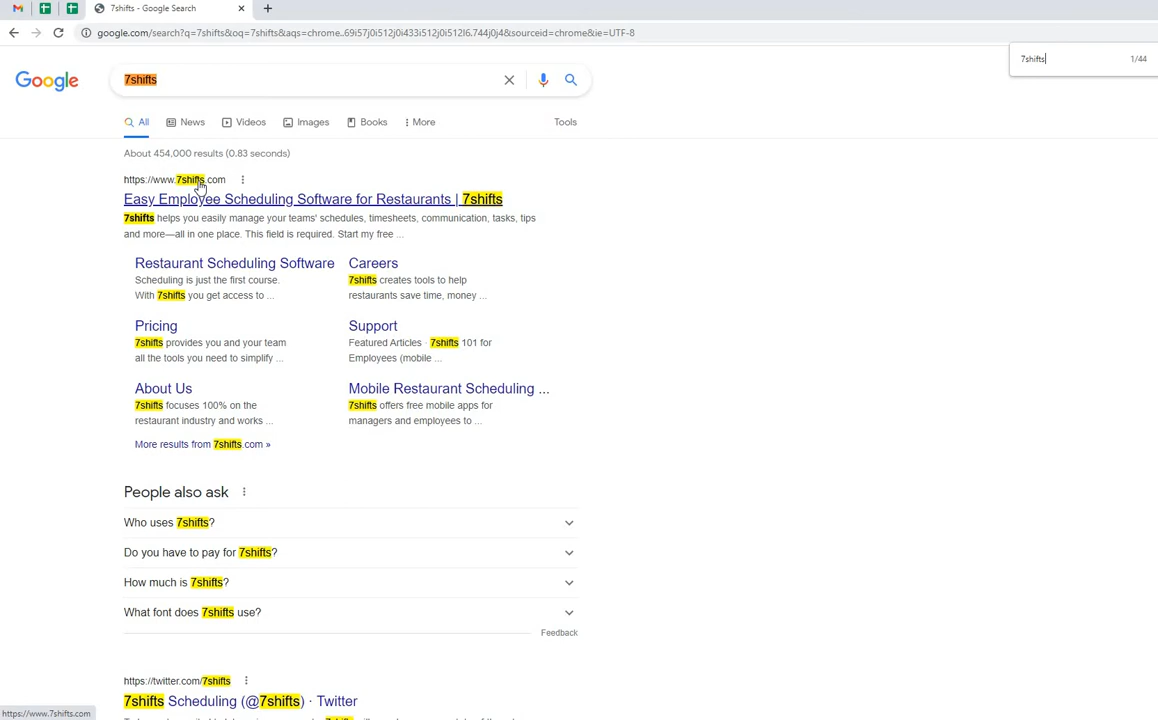 7shifts - Google Search
google.com/search?q=7shifts&oq=7shifts&aqs=chrome..69i57j0i512j0i433i512j0i512l6.744j0j4&sourceid=chrome&ie=UTF-8
7shifts 1/44
Google 7shifts
All News Videos Images Books More Tools
About 454,000 results (0.83 seconds)
https://www.7shifts.com
Easy Employee Scheduling Software for Restaurants | 7shifts
7shifts helps you easily manage your teams' schedules, timesheets, communication, tasks, tips
and more—all in one place. This field is required. Start my free ...
Restaurant Scheduling Software
Scheduling is just the first course.
With 7shifts you get access to ...
Careers
7shifts creates tools to help
restaurants save time, money ...
Pricing
7shifts provides you and your team
all the tools you need to simplify ...
Support
Featured Articles · 7shifts 101 for
Employees (mobile ...
About Us
7shifts focuses 100% on the
restaurant industry and works ...
Mobile Restaurant Scheduling ...
7shifts offers free mobile apps for
managers and employees to ...
More results from 7shifts.com »
People also ask
Who uses 7shifts?
Do you have to pay for 7shifts?
How much is 7shifts?
What font does 7shifts use?
Feedback
https://twitter.com/7shifts
7shifts Scheduling (@7shifts) · Twitter
https://www.7shifts.com